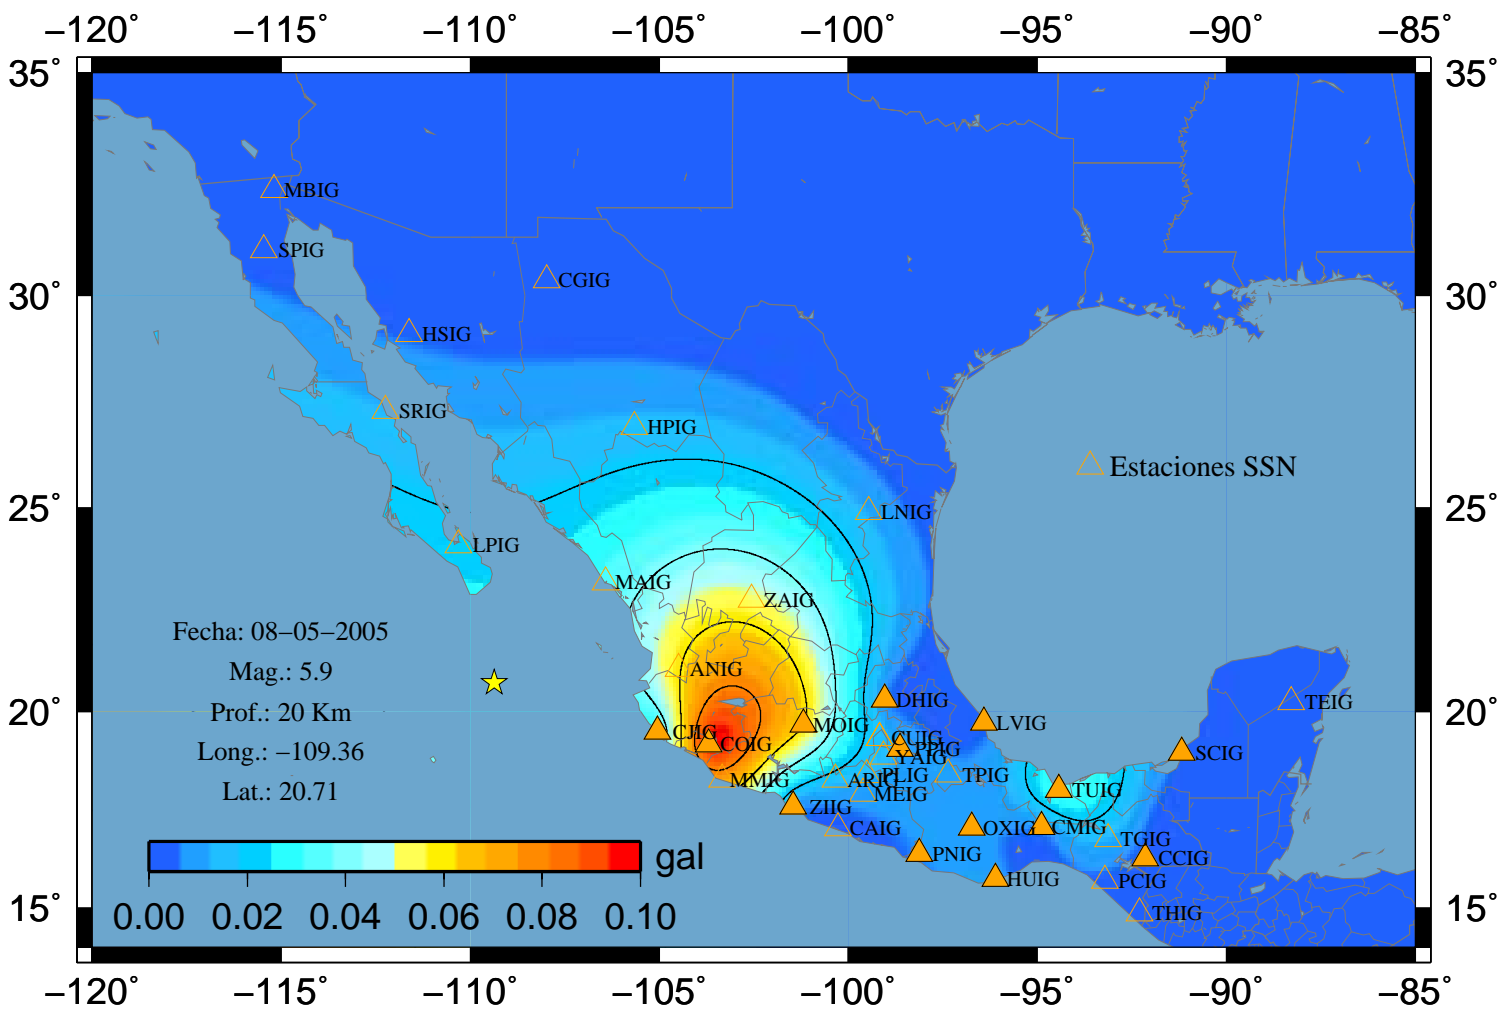 −120° −115° −110° −105° −100° −95° −90° −85°
35° 35°
MBIG
SPIG
CGIG
30° 30°
HSIG
SRIG
HPIG
Estaciones SSN
25° 25°
LNIG
LPIG
MAIG
ZAIG
Fecha: 08−05−2005
Mag.: 5.9
ANIG
DHIG
TEIG
Prof.: 20 Km
20° 20°
LVIG
MOIG
CJIG
CUIG
COIG
PPIG
Long.: −109.36
SCIG
YAIG
PLIG
TPIG
MMIG
ARIG
Lat.: 20.71
TUIG
MEIG
ZIIG
CAIG
OXIG
CMIG
TGIG
gal
PNIG
CCIG
HUIG
PCIG
0.00 0.02 0.04 0.06 0.08 0.10
15° 15°
THIG
−120° −115° −110° −105° −100° −95° −90° −85°